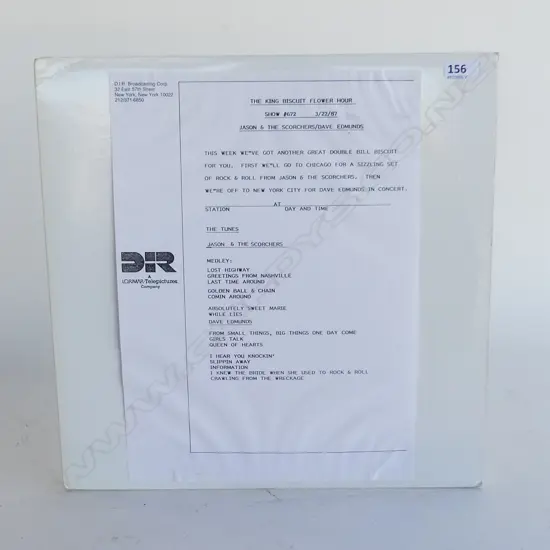 D.I.R. Broadcasting Corp.
32 East 57th Street
New York, New York 10022
212/371-6850
156
THE KING BISCUIT FLOWER HOUR
SHOW #672 3/22/87
JASON & THE SCORCHERS/DAVE EDMUNDS
THIS WEEK WE"VE GOT ANOTHER GREAT DOUBLE BILL BISCUIT
FOR YOU. FIRST WE'LL GO TO CHICAGO FOR A SIZZLING SET
OF ROCK & ROLL FROM JASON & THE SCORCHERS. THEN
WE"RE OFF TO NEW YORK CITY FOR DAVE EDMUNDS IN CONCERT.
AT
STATION DAY AND TIME
THE TUNES
JASON & THE SCORCHERS
DIR
A
LORIMAR-Telepictures
Company
MEDLEY:
LOST HIGHWAY
GREETINGS FROM NASHVILLE
LAST TIME AROUND
GOLDEN BALL & CHAIN
COMIN AROUND
ABSOLUTELY SWEET MARIE
WHILE LIES
DAVE EDMUNDS
FROM SMALL THINGS, BIG THINGS ONE DAY COME
GIRLS TALK
QUEEN OF HEARTS
I HEAR YOU KNOCKIN'
SLIPPIN AWAY
INFORMATION
I KNEW THE BRIDE WHEN SHE USED TO ROCK & ROLL
CRAWLING FROM THE WRECKAGE